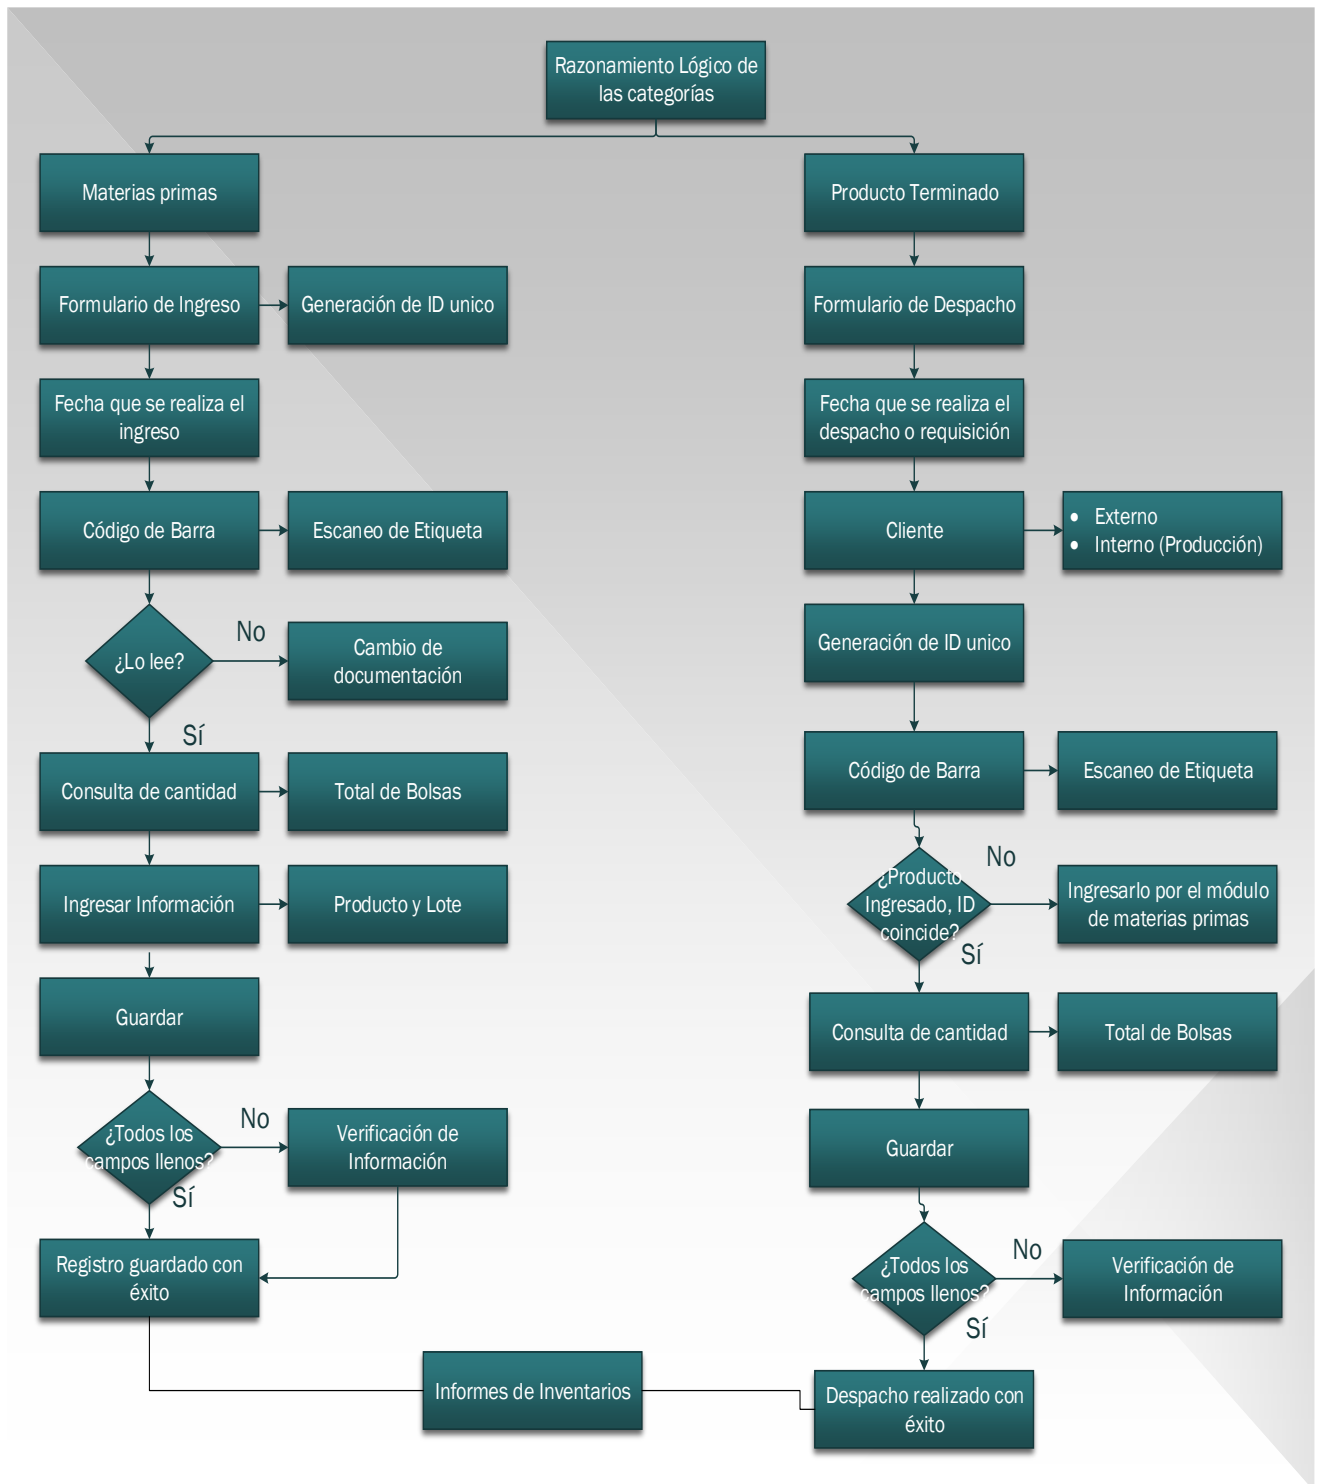 Razonamiento Lógico de
las categorías
Materias primas
Formulario de Ingreso
Generación de ID unico
Fecha que se realiza el
ingreso
Código de Barra
Escaneo de Etiqueta
¿Lo lee?
No
Cambio de
documentación
Sí
Consulta de cantidad
Total de Bolsas
Ingresar Información
Producto y Lote
Guardar
¿Todos los
campos llenos?
No
Verificación de
Información
Sí
Registro guardado con
éxito
Producto Terminado
Formulario de Despacho
Fecha que se realiza el
despacho o requisición
Cliente
• Externo
• Interno (Producción)
Generación de ID unico
Código de Barra
Escaneo de Etiqueta
¿Producto
Ingresado, ID
coincide?
No
Ingresarlo por el módulo
de materias primas
Sí
Consulta de cantidad
Total de Bolsas
Guardar
¿Todos los
campos llenos?
No
Verificación de
Información
Sí
Despacho realizado con
éxito
Informes de Inventarios